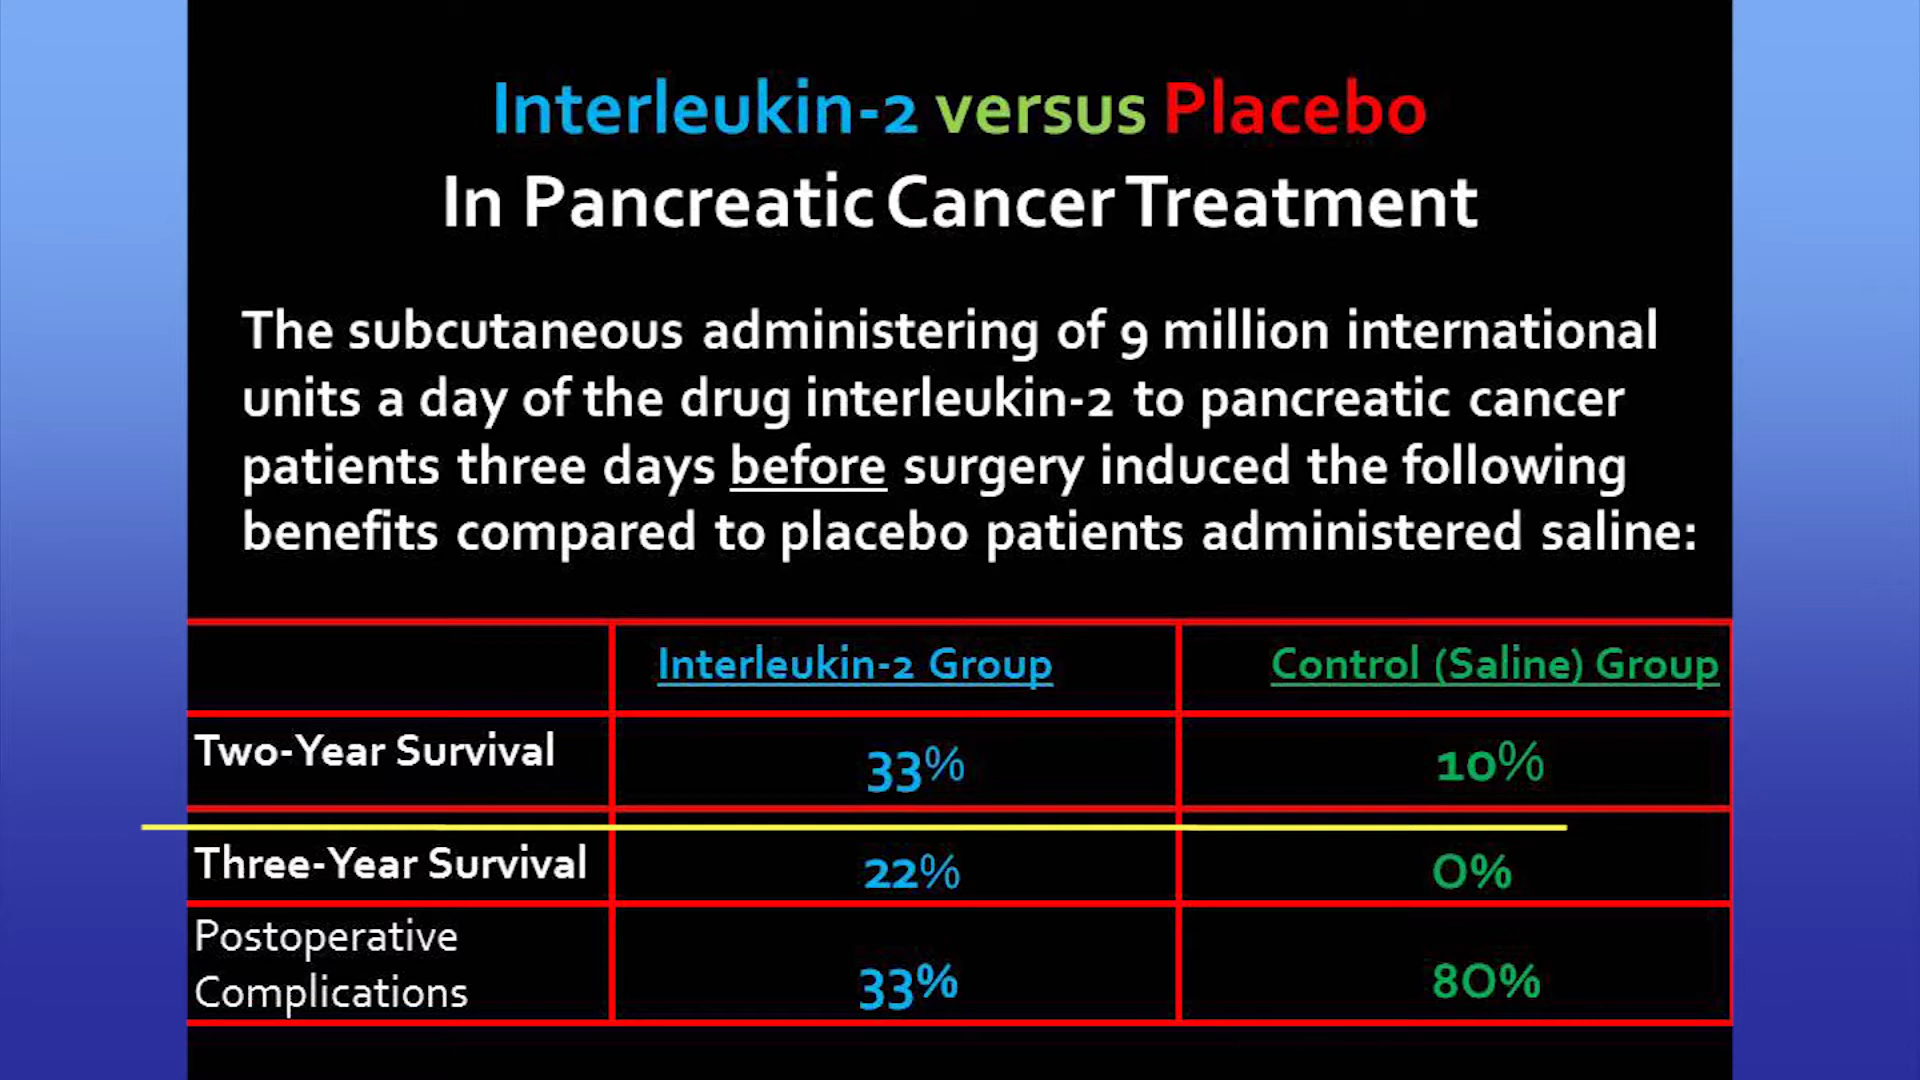 Interleukin-2 versus Placebo
In Pancreatic Cancer Treatment
The subcutaneous administering of 9 million international
units a day of the drug interleukin-2 to pancreatic cancer
patients three days before surgery induced the following
benefits compared to placebo patients administered saline:
Interleukin-2 Group Control (Saline) Group
Two-Year Survival 33% 10%
Three-Year Survival 22% 0%
Postoperative
Complications 33% 80%